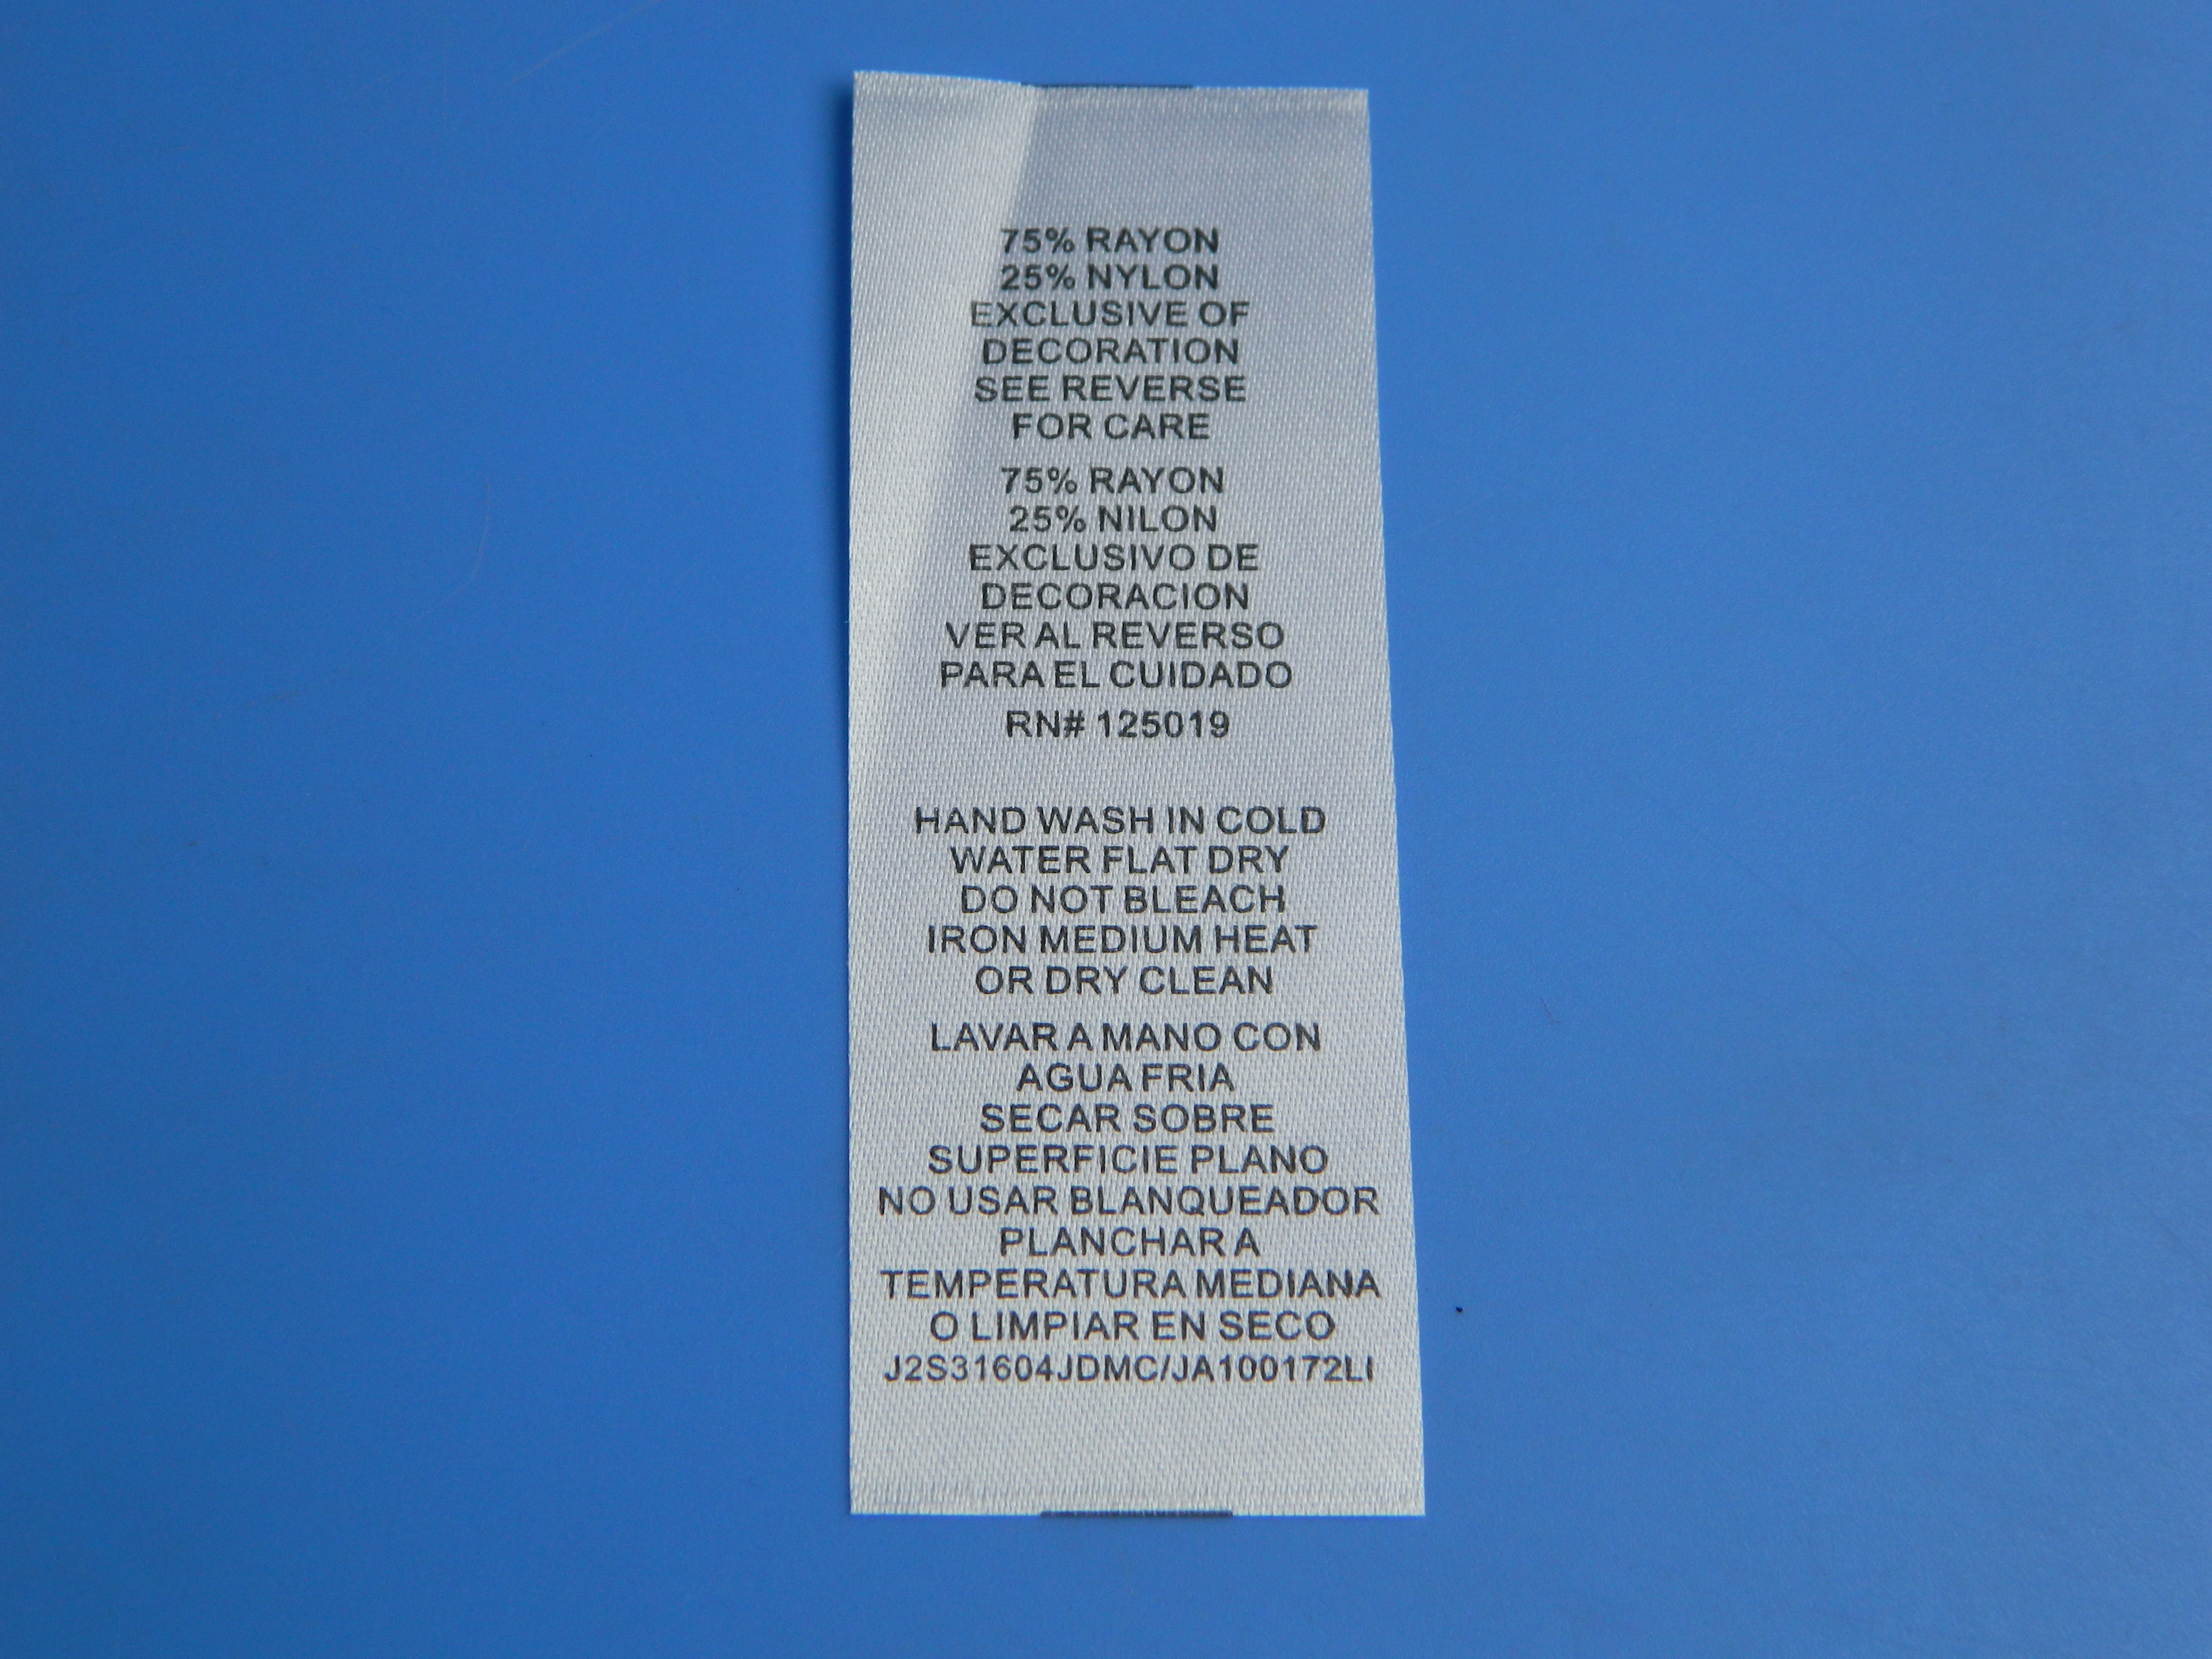 75% RAYON
25% NYLON
EXCLUSIVE OF
DECORATION
SEE REVERSE
FOR CARE
75% RAYON
25% NILON
EXCLUSIVO DE
DECORACION
VER AL REVERSO
PARA EL CUIDADO
RN# 125019
HAND WASH IN COLD
WATER FLAT DRY
DO NOT BLEACH
IRON MEDIUM HEAT
OR DRY CLEAN
LAVAR A MANO CON
AGUA FRIA
SECAR SOBRE
SUPERFICIE PLANO
NO USAR BLANQUEADOR
PLANCHAR A
TEMPERATURA MEDIANA
O LIMPIAR EN SECO
J2S31604JDMC/JA100172LI